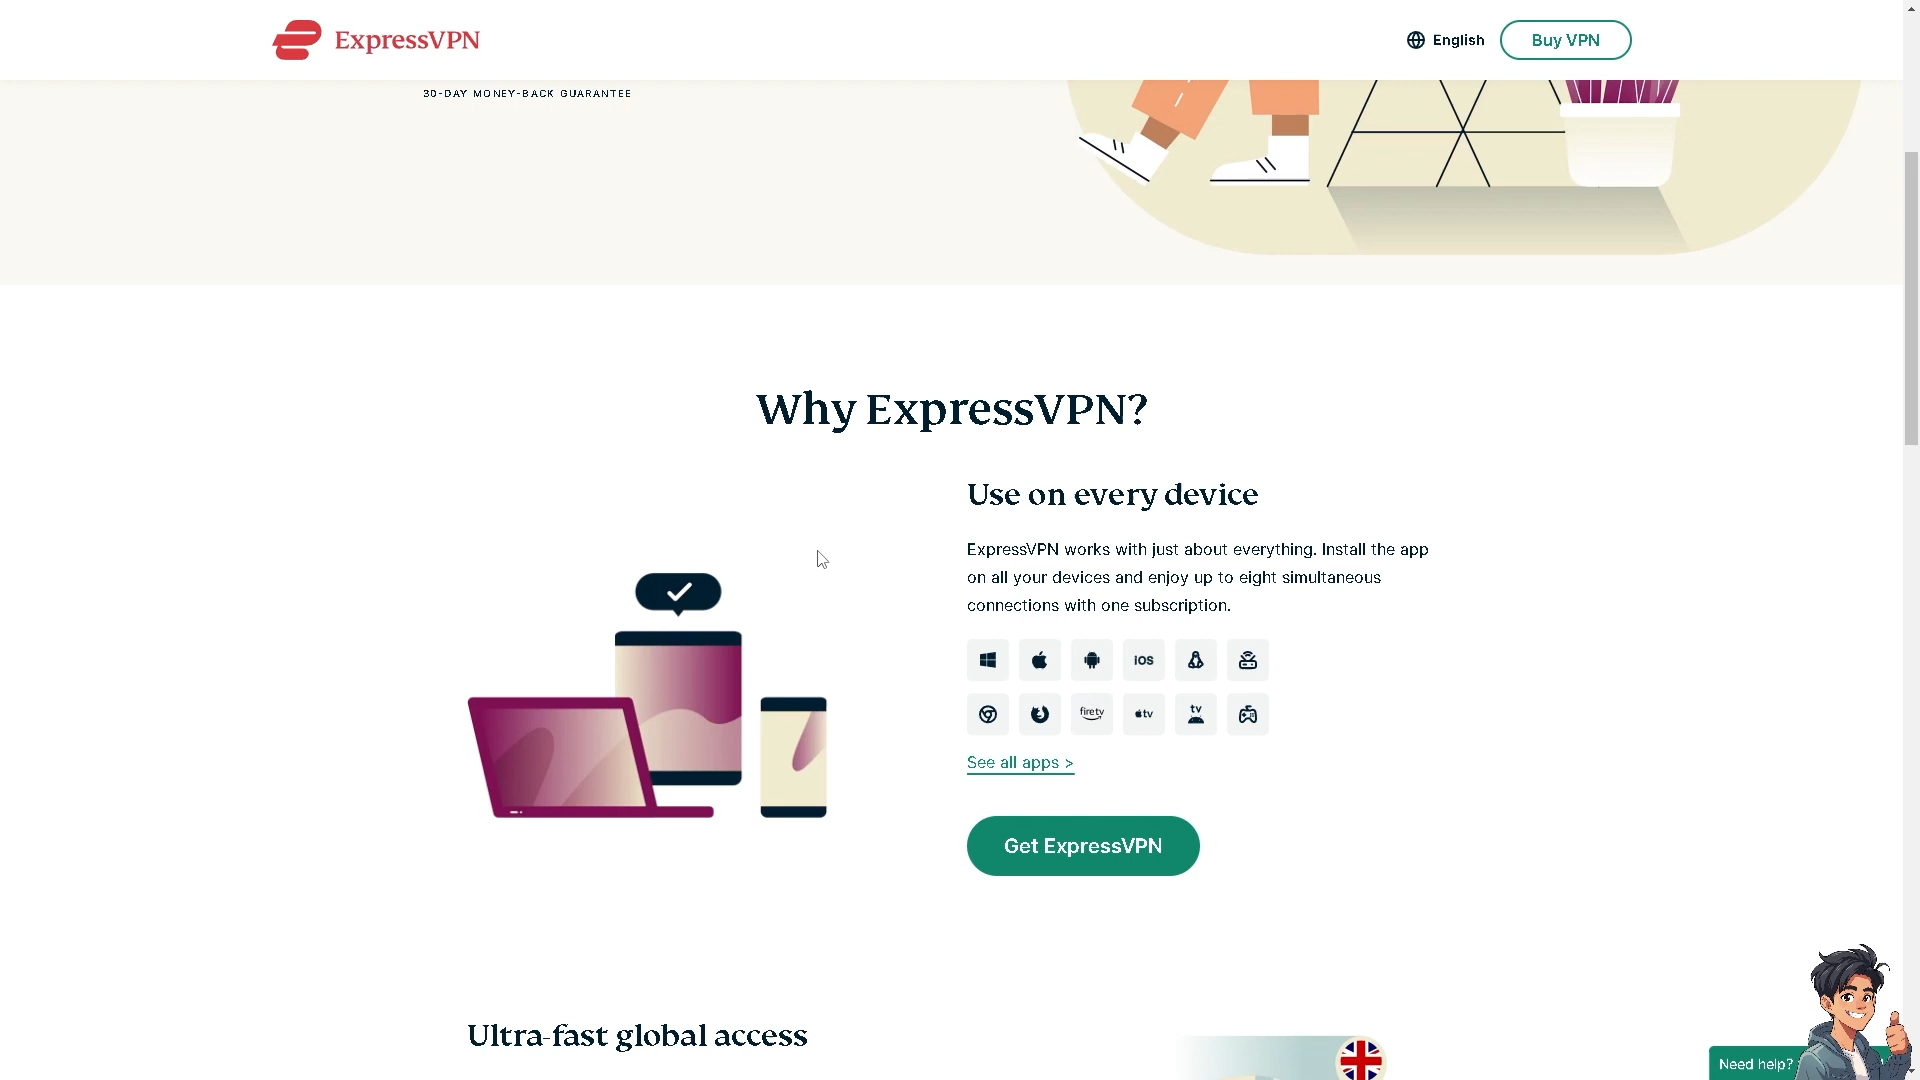 ExpressVPN
English
Buy VPN
30-DAY MONEY-BACK GUARANTEE
Why ExpressVPN?
Use on every device
ExpressVPN works with just about everything. Install the app
on all your devices and enjoy up to eight simultaneous
connections with one subscription.
iOS
firetv
tv
tv
See all apps >
Get ExpressVPN
Ultra-fast global access
Need help?